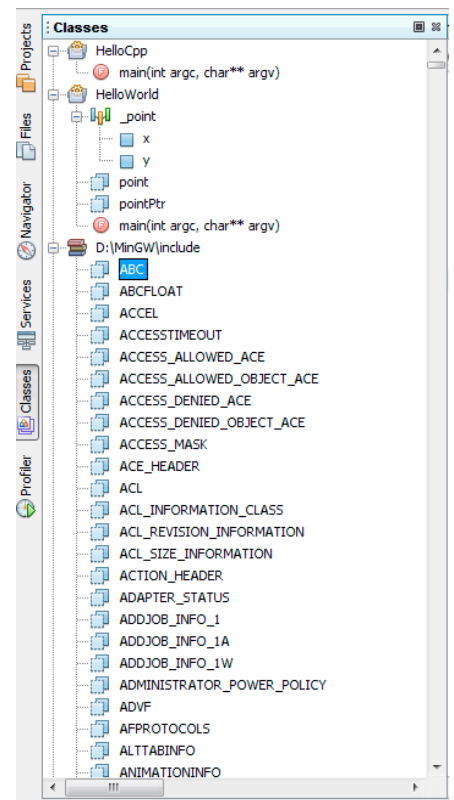 Projects
Files
Navigator
Services
Classes
Profiler
Classes
HelloCpp
main(int argc, char** argv)
HelloWorld
_point
x
y
point
pointPtr
main(int argc, char** argv)
D:\MinGW\include
ABC
ABCFLOAT
ACCEL
ACCESSTIMEOUT
ACCESS_ALLOWED_ACE
ACCESS_ALLOWED_OBJECT_ACE
ACCESS_DENIED_ACE
ACCESS_DENIED_OBJECT_ACE
ACCESS_MASK
ACE_HEADER
ACL
ACL_INFORMATION_CLASS
ACL_REVISION_INFORMATION
ACL_SIZE_INFORMATION
ACTION_HEADER
ADAPTER_STATUS
ADDJOB_INFO_1
ADDJOB_INFO_1A
ADDJOB_INFO_1W
ADMINISTRATOR_POWER_POLICY
ADVF
AFPROTOCOLS
ALTTABINFO
ANIMATIONINFO